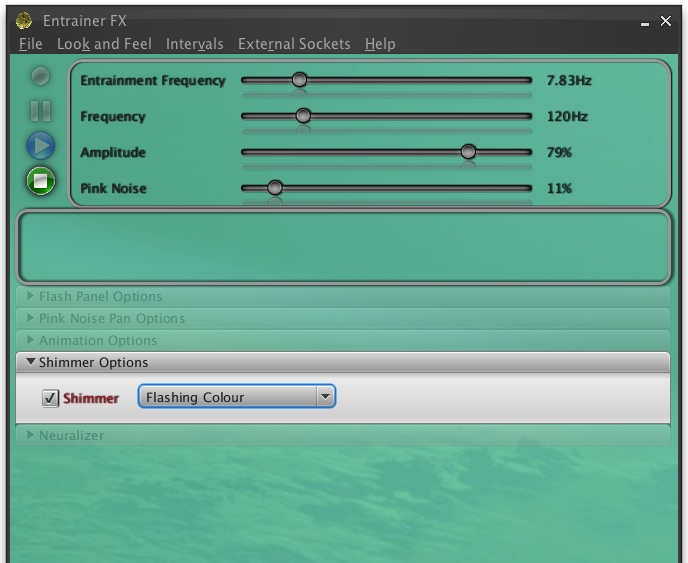 Entrainer FX
File Look and Feel Intervals External Sockets Help
Entrainment Frequency 7.83Hz
Frequency 120Hz
Amplitude 79%
Pink Noise 11%
Flash Panel Options
Pink Noise Pan Options
Animation Options
Shimmer Options
Shimmer Flashing Colour
Neuralizer